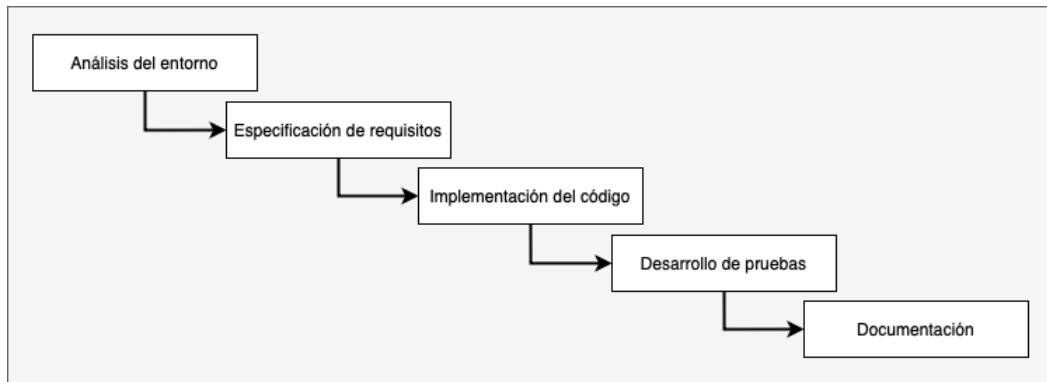 Análisis del entorno
Especificación de requisitos
Implementación del código
Desarrollo de pruebas
Documentación